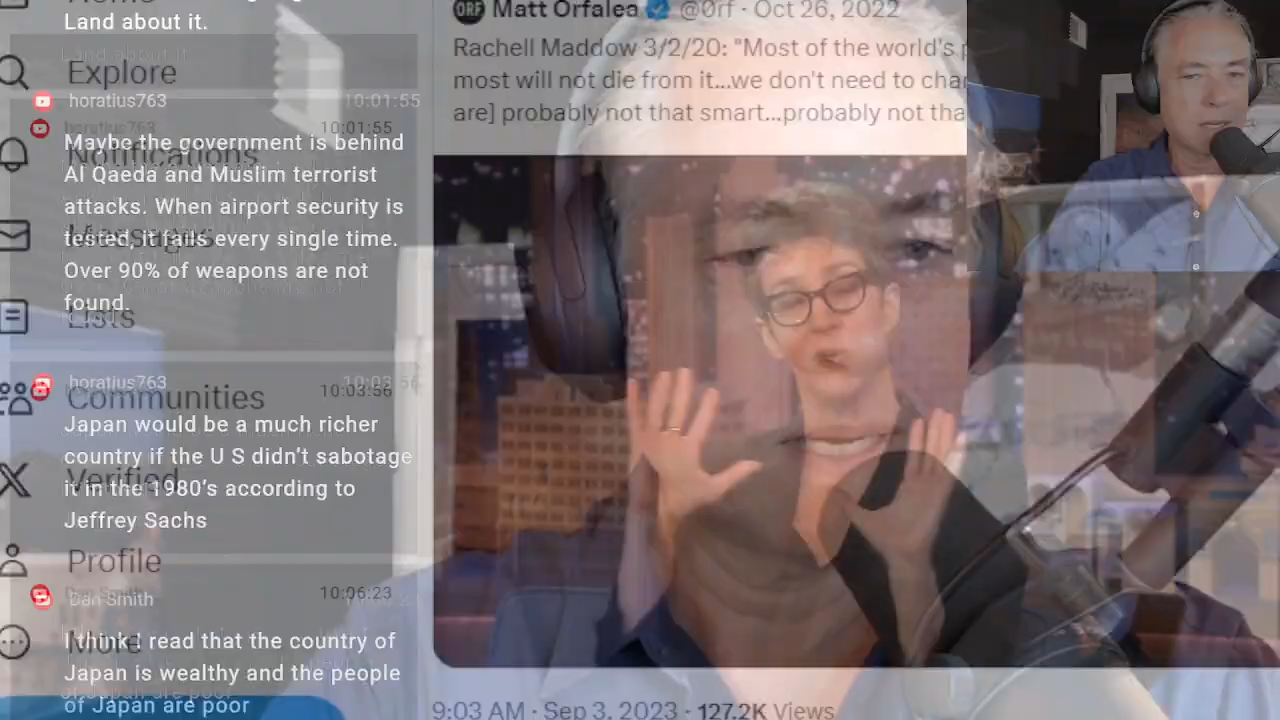 Land about it.
Explore
horatius763 10:01:55
Maybe the government is behind
Al Qaeda and Muslim terrorist
attacks. When airport security is
tested, it fails every single time.
Over 90% of weapons are not
found.
Notifications
Messages
Lists
horatius763 10:03:56
Communities
Japan would be a much richer
country if the U S didn't sabotage
it in the 1980's according to
Jeffrey Sachs
Verified
Profile
Dan Smith 10:06:23
More
I think I read that the country of
Japan is wealthy and the people
of Japan are poor
ORF Matt Orfalea @0rf · Oct 26, 2022
Rachell Maddow 3/2/20: "Most of the world's
most will not die from it...we don't need to
are] probably not that smart...probably not
9:03 AM · Sep 3, 2023 · 127.2K Views